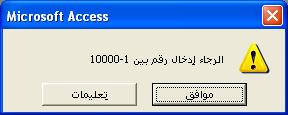 Microsoft Access
الرجاء إدخال رقم بين 1-10000
موافق
تعليمات